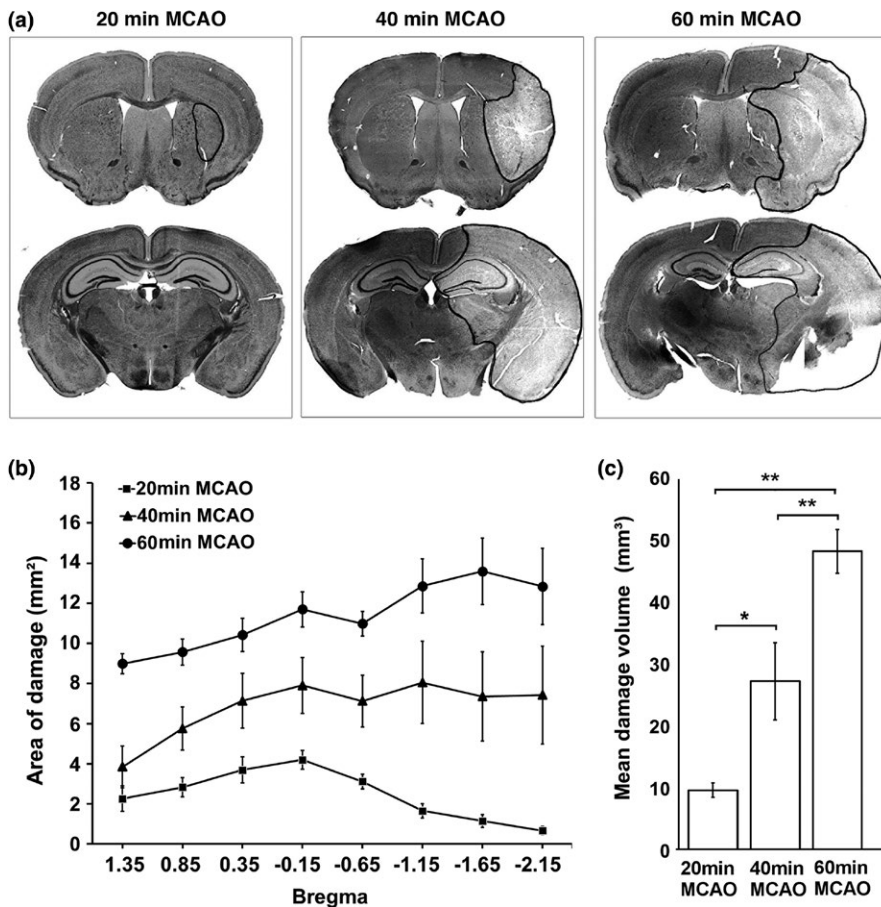 (a) 20 min MCAO 40 min MCAO 60 min MCAO
(b)
18
16
14
12
10
8
6
4
2
0
Area of damage (mm²)
20min MCAO
40min MCAO
60min MCAO
1.35 0.85 0.35 -0.15 -0.65 -1.15 -1.65 -2.15
Bregma
(c)
60
50
40
30
20
10
0
Mean damage volume (mm³)
**
**
*
20min 40min 60min
MCAO MCAO MCAO